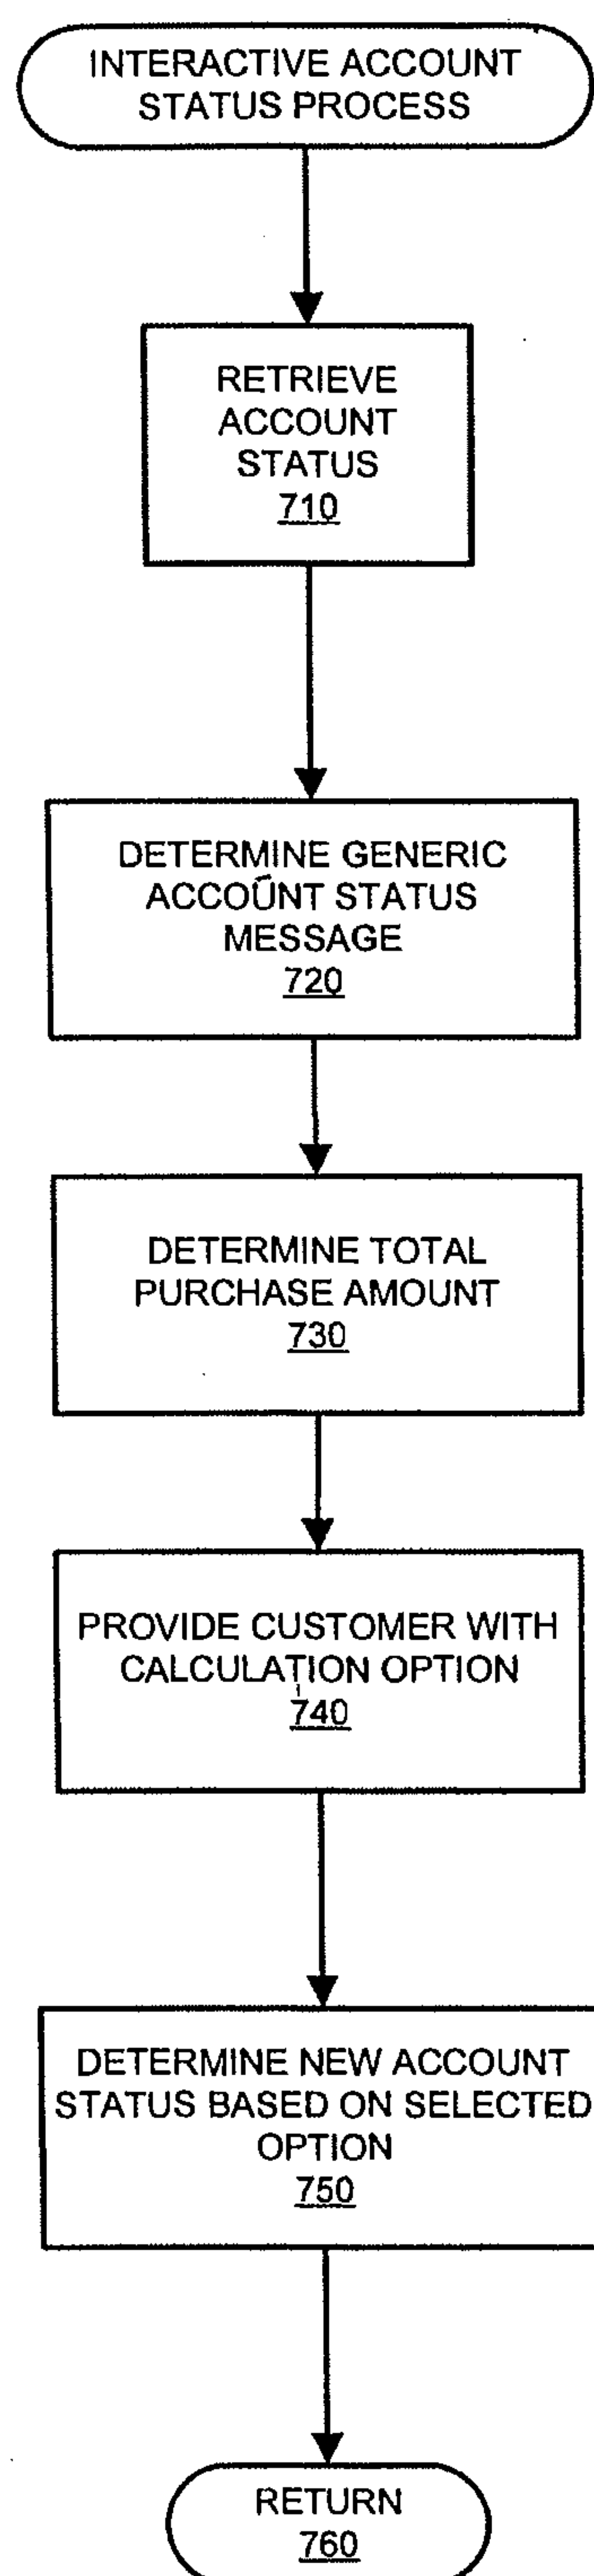 INTERACTIVE ACCOUNT
STATUS PROCESS
RETRIEVE
ACCOUNT
STATUS
710
DETERMINE GENERIC
ACCOUNT STATUS
MESSAGE
720
DETERMINE TOTAL
PURCHASE AMOUNT
730
PROVIDE CUSTOMER WITH
CALCULATION OPTION
740
DETERMINE NEW ACCOUNT
STATUS BASED ON SELECTED
OPTION
750
RETURN
760